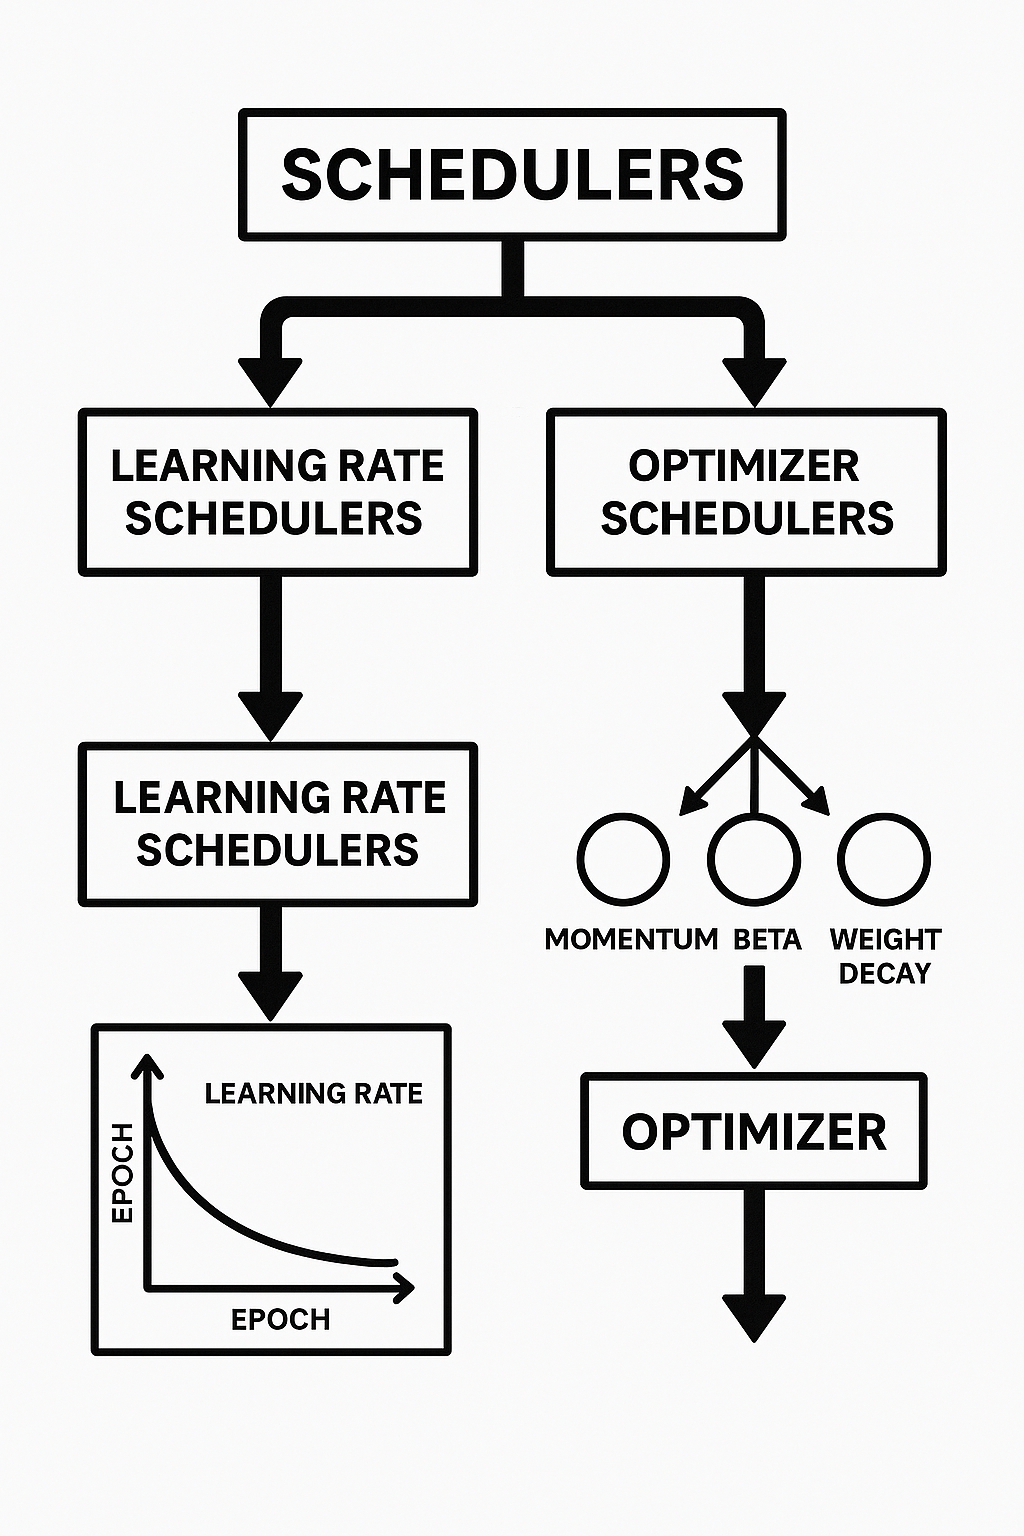 SCHEDULERS
LEARNING RATE
SCHEDULERS
OPTIMIZER
SCHEDULERS
LEARNING RATE
SCHEDULERS
MOMENTUM
BETA
WEIGHT
DECAY
LEARNING RATE
EPOCH
EPOCH
OPTIMIZER